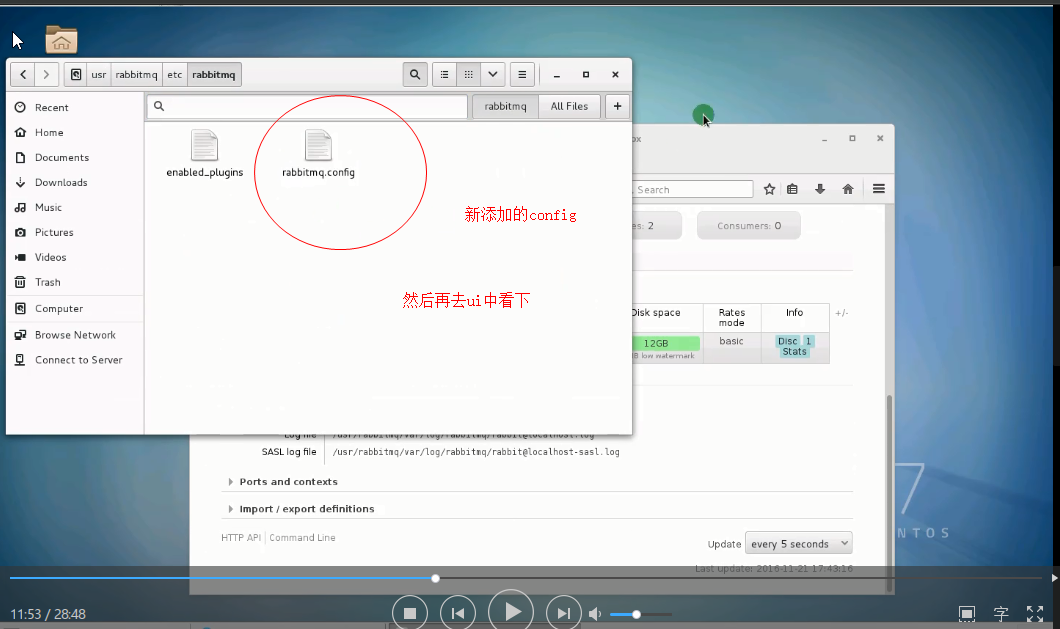 usr
rabbitmq
etc
rabbitmq
Recent
Home
Documents
Downloads
Music
Pictures
Videos
Trash
Computer
Browse Network
Connect to Server
rabbitmq
All Files
+
enabled_plugins
rabbitmq.config
新添加的config
然后再去ui中看下
Search
es: 2
Consumers: 0
Disk space
Rates mode
Info
+/-
12GB
low watermark
basic
Disc 1
Stats
Log file /usr/rabbitmq/var/log/rabbitmq/rabbit@localhost.log
SASL log file /usr/rabbitmq/var/log/rabbitmq/rabbit@localhost-sasl.log
Ports and contexts
Import / export definitions
HTTP API
Command Line
Update every 5 seconds
Last update: 2016-11-21 17:43:16
7
NTOS
11:53 / 28:48
字